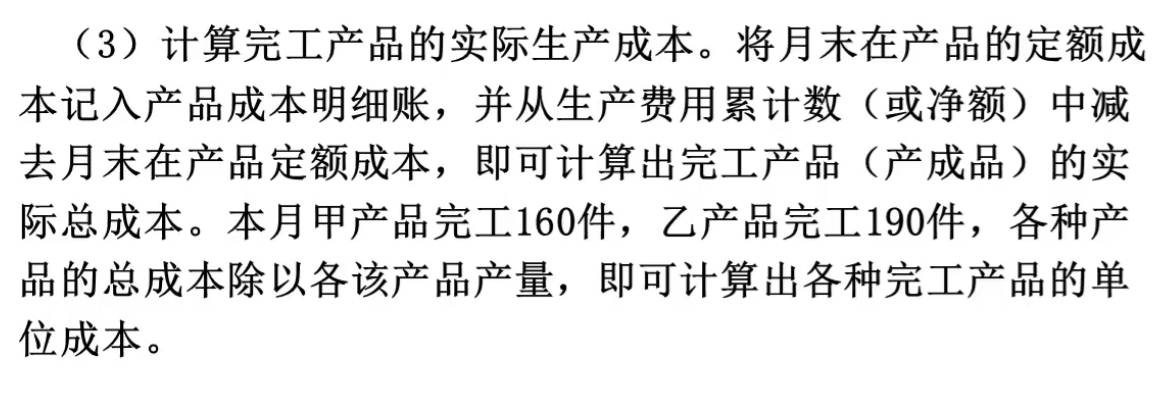 （3）计算完工产品的实际生产成本。将月末在产品的定额成
本记入产品成本明细账，并从生产费用累计数（或净额）中减
去月末在产品定额成本，即可计算出完工产品（产成品）的实
际总成本。本月甲产品完工160件，乙产品完工190件，各种产
品的总成本除以各该产品产量，即可计算出各种完工产品的单
位成本。